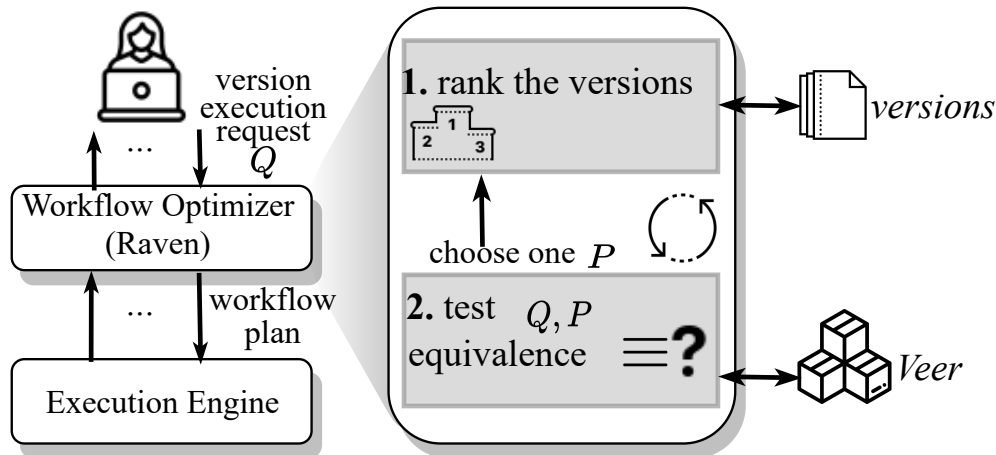 version
execution
request
Q
...
Workflow Optimizer
(Raven)
...
workflow
plan
Execution Engine
1. rank the versions
1
2
3
versions
choose one P
2. test Q, P
equivalence ≡?
Veer